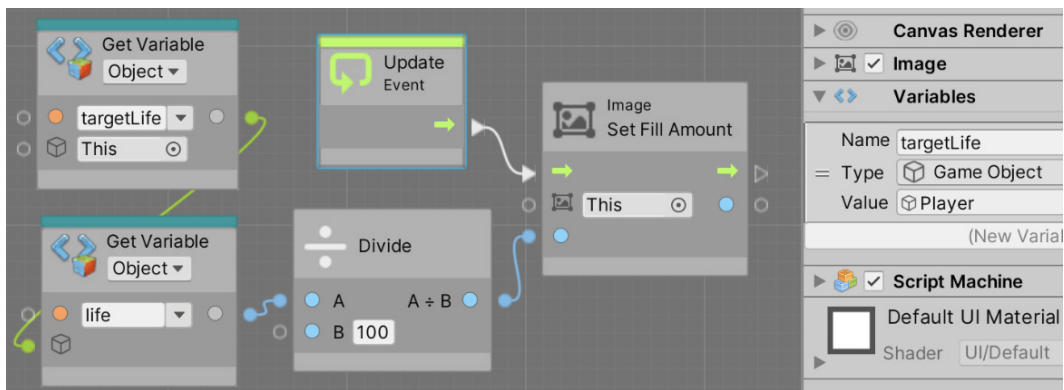 Get Variable
Object
targetLife
This
Update
Event
Image
Set Fill Amount
This
Get Variable
Object
life
Divide
A A ÷ B
B 100
Canvas Renderer
Image
Variables
Name targetLife
= Type Game Object
Value Player
(New Varial
Script Machine
Default UI Material
Shader UI/Default